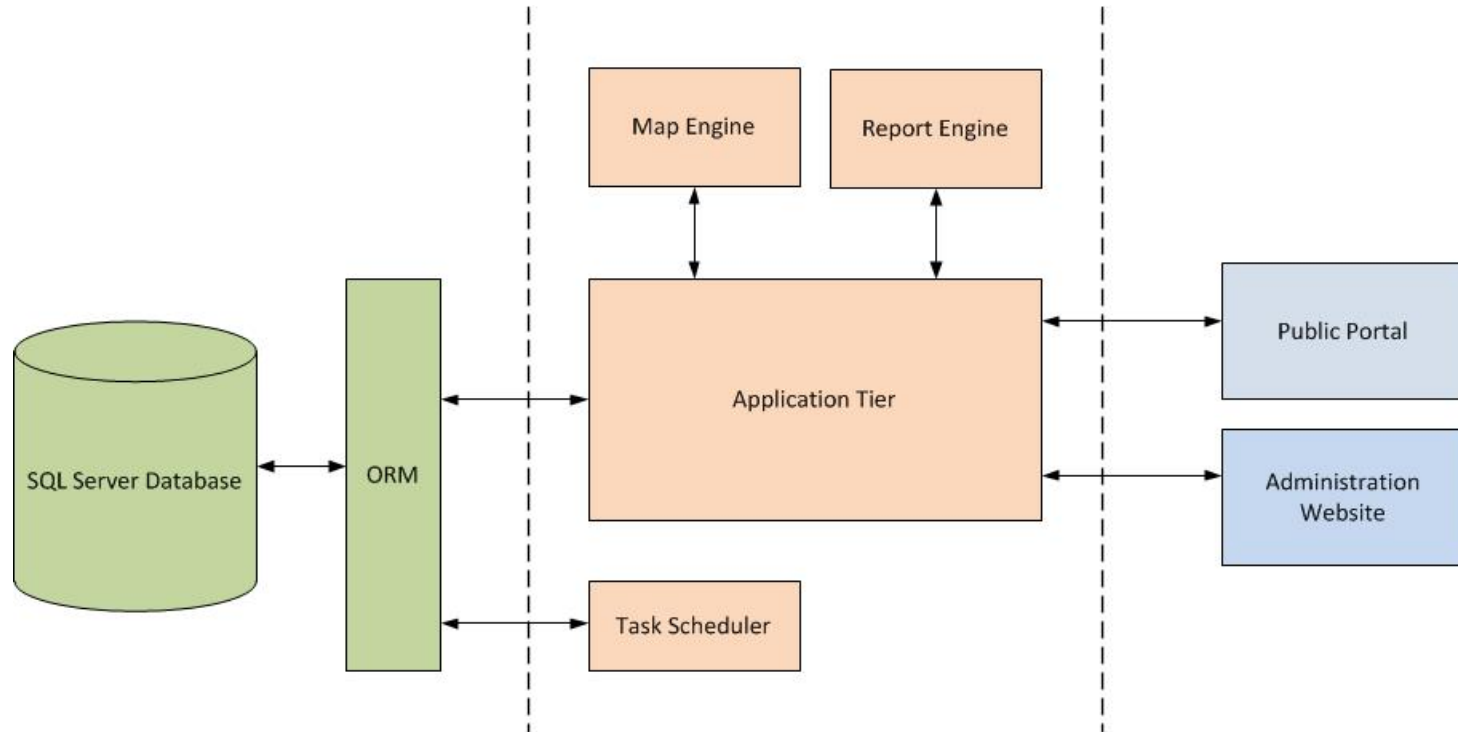 Map Engine
Report Engine
Public Portal
Application Tier
SQL Server Database
ORM
Administration
Website
Task Scheduler